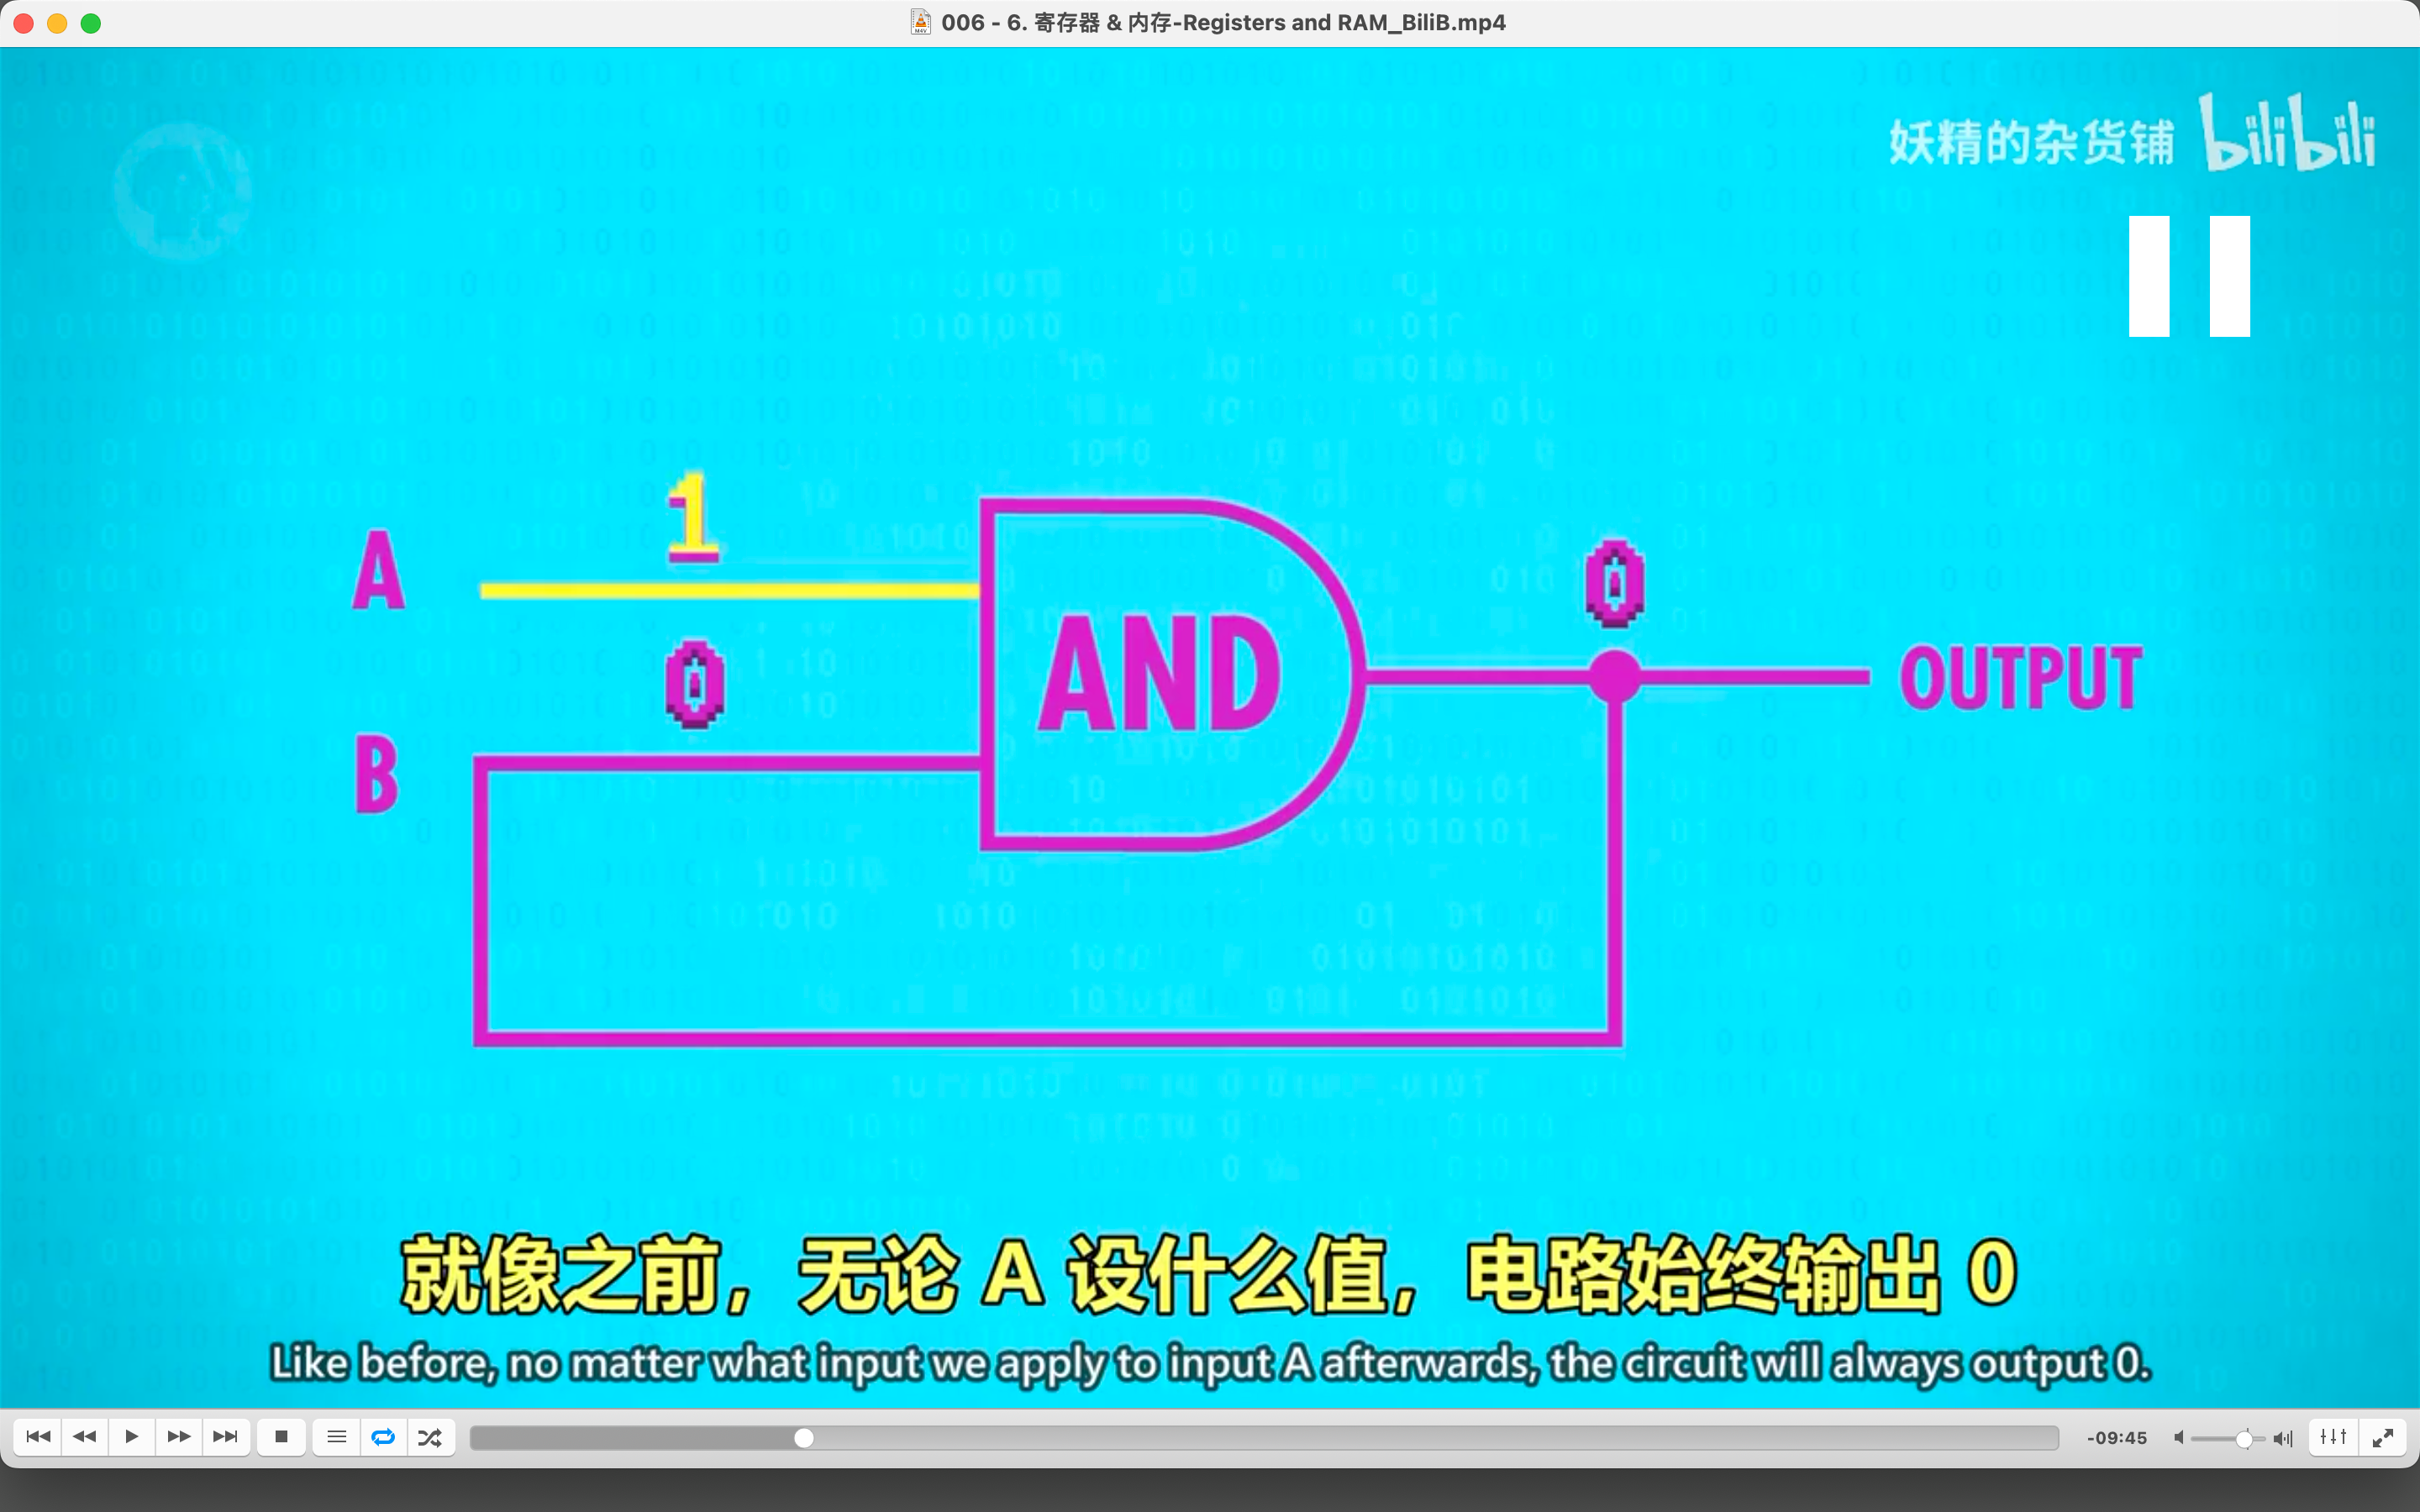 006 - 6. 寄存器 & 内存-Registers and RAM_BiliB.mp4
妖精的杂货铺 bilibili
1
A
0
AND
0
OUTPUT
B
就像之前，无论 A 设什么值，电路始终输出 0
Like before, no matter what input we apply to input A afterwards, the circuit will always output 0.
-09:45